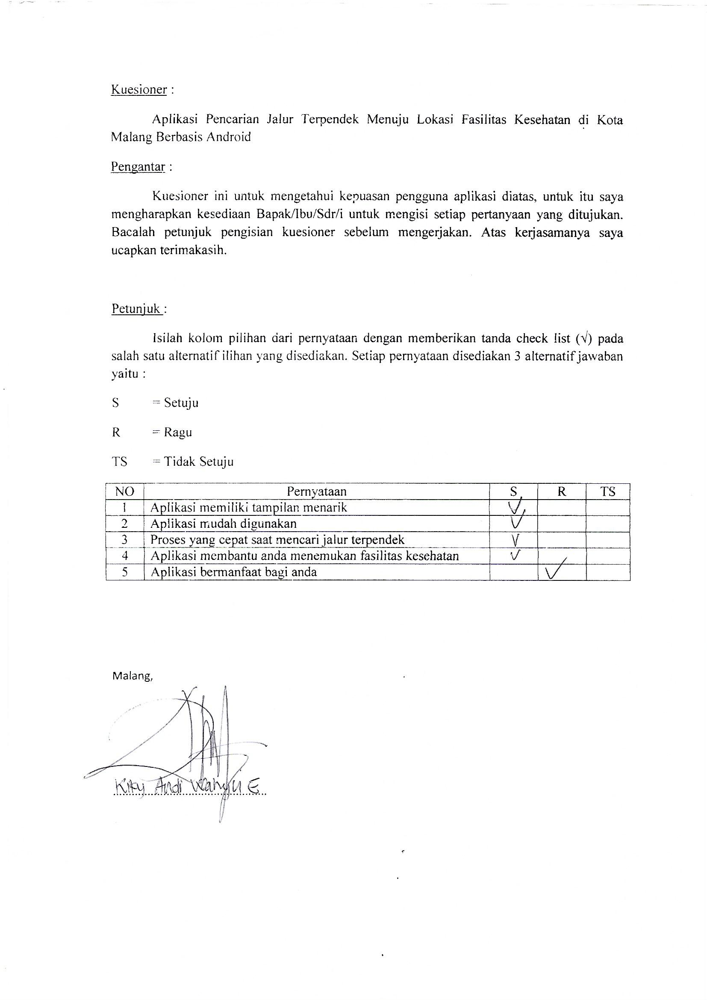 Kuesioner :
Aplikasi Pencarian Jalur Terpendek Menuju Lokasi Fasilitas Kesehatan di Kota
Malang Berbasis Android
Pengantar :
Kuesioner ini untuk mengetahui kepuasan pengguna aplikasi diatas, untuk itu saya
mengharapkan kesediaan Bapak/Ibu/Sdr/i untuk mengisi setiap pertanyaan yang ditujukan.
Bacalah petunjuk pengisian kuesioner sebelum mengerjakan. Atas kerjasamanya saya
ucapkan terimakasih.
Petunjuk :
Isilah kolom pilihan dari pernyataan dengan memberikan tanda check list (√) pada
salah satu alternatif ilihan yang disediakan. Setiap pernyataan disediakan 3 alternatif jawaban
yaitu :
S = Setuju
R = Ragu
TS = Tidak Setuju
NO Pernyataan S R TS
1 Aplikasi memiliki tampilan menarik √
2 Aplikasi mudah digunakan √
3 Proses yang cepat saat mencari jalur terpendek √
4 Aplikasi membantu anda menemukan fasilitas kesehatan √
5 Aplikasi bermanfaat bagi anda √
Malang,
Kiky Andi Wahyu E